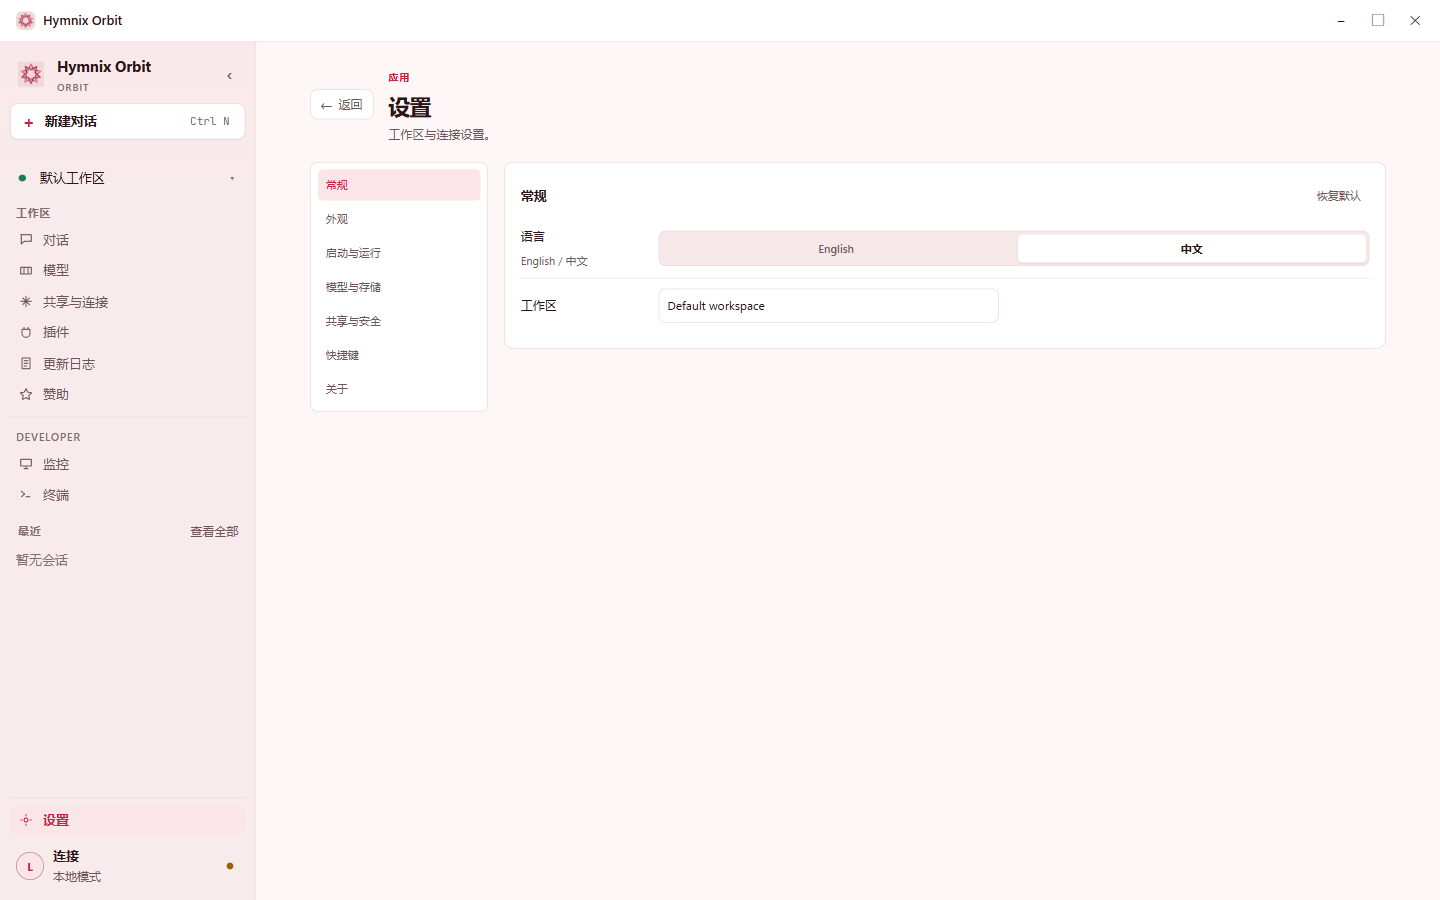 Hymnix Orbit
Hymnix Orbit
ORBIT
+ 新建对话 Ctrl N
默认工作区
工作区
对话
模型
共享与连接
插件
更新日志
赞助
DEVELOPER
监控
终端
最近 查看全部
暂无会话
设置
L
连接
本地模式
← 返回
应用
设置
工作区与连接设置。
常规
外观
启动与运行
模型与存储
共享与安全
快捷键
关于
常规 恢复默认
语言
English / 中文
English 中文
工作区 Default workspace